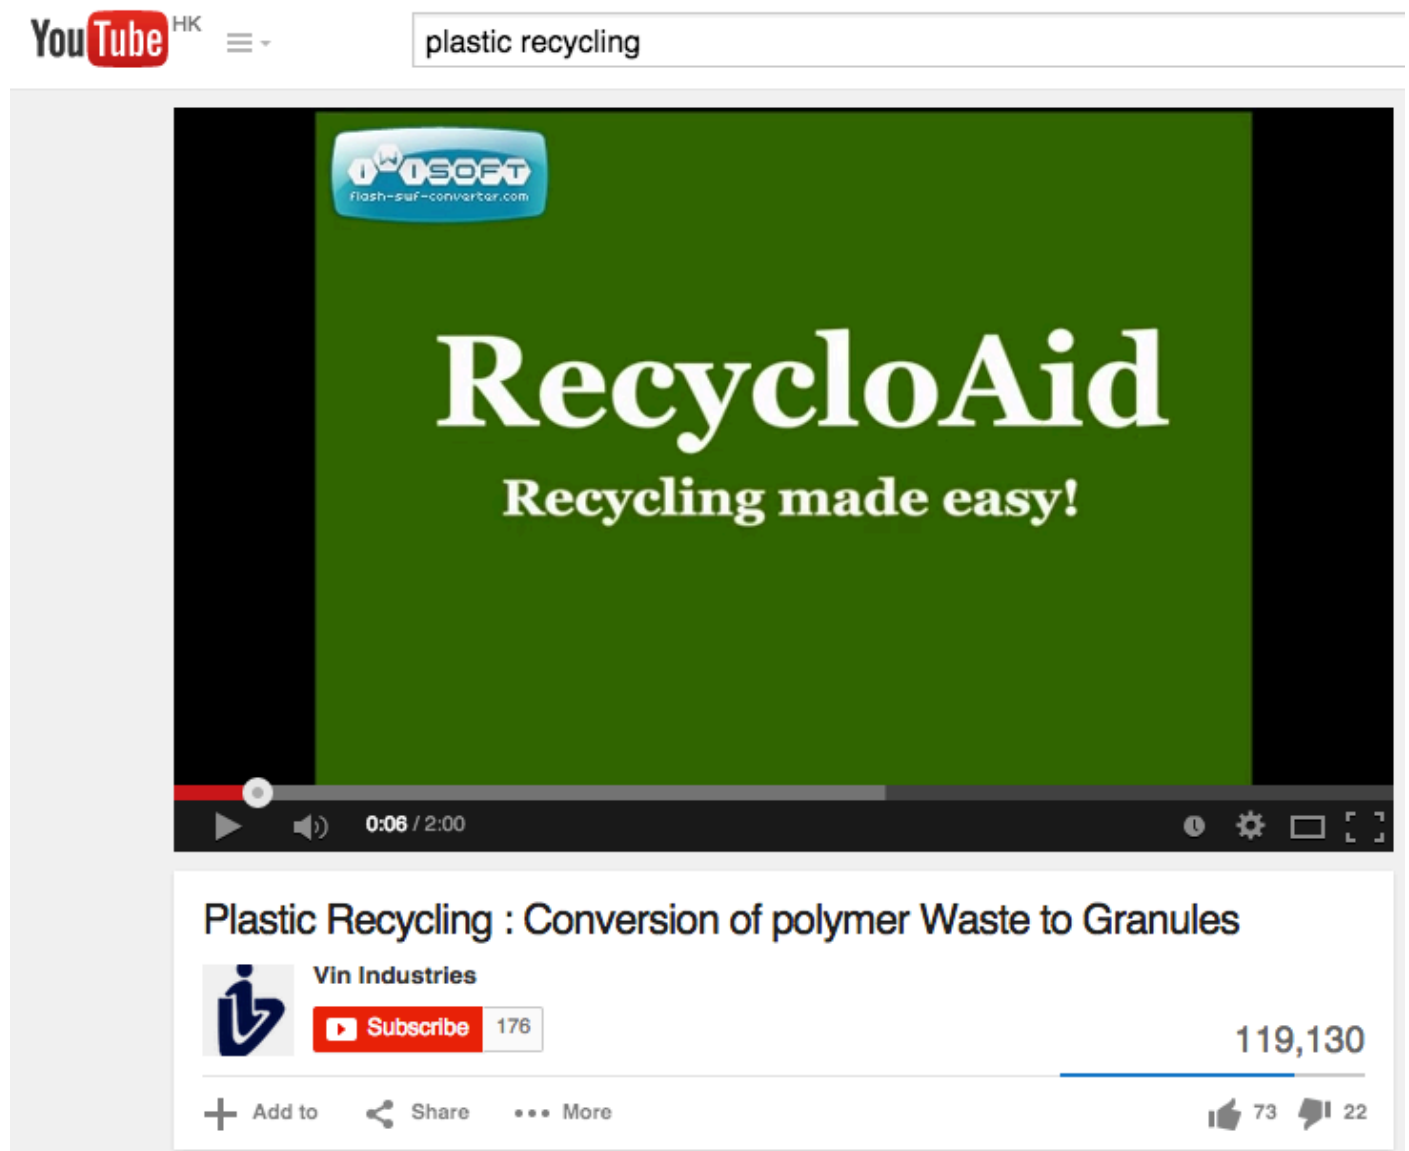 YouTube HK
plastic recycling
iWiSOFT
flash-swf-converter.com
RecycloAid
Recycling made easy!
0:06 / 2:00
Plastic Recycling : Conversion of polymer Waste to Granules
Vin Industries
Subscribe 176
119,130
Add to Share More 73 22